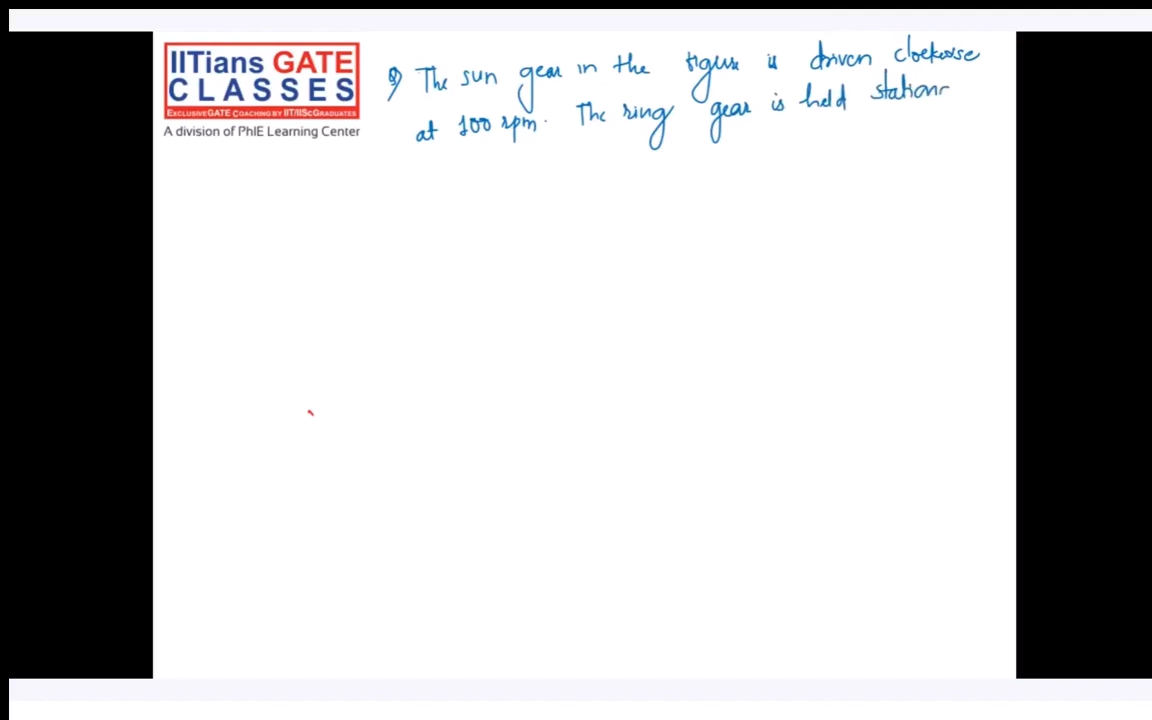 IITians GATE
CLASSES
EXCLUSIVE GATE COACHING BY IIT/IISc GRADUATES
A division of PhIE Learning Center
Q) The sun gear in the figure is driven clockwise
at 100 rpm. The ring gear is held stationr